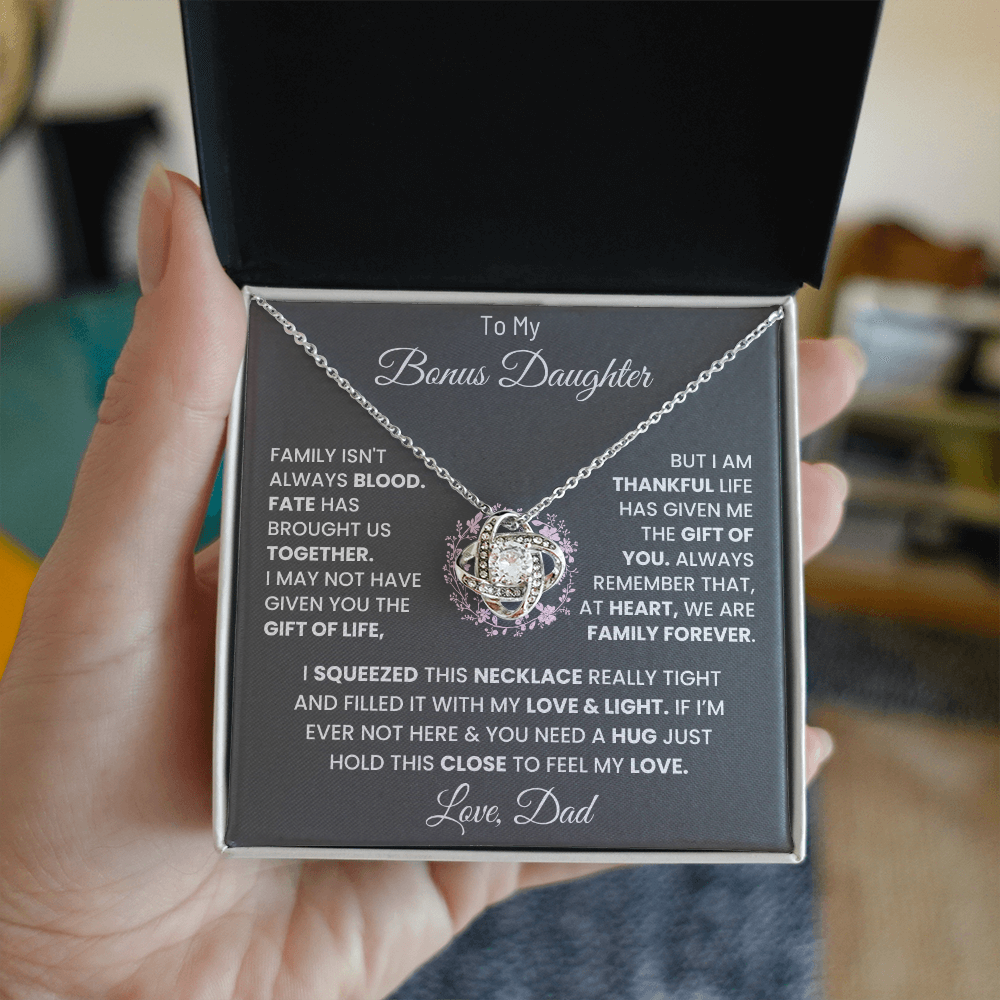 To My
Bonus Daughter
FAMILY ISN'T
ALWAYS BLOOD.
FATE HAS
BROUGHT US
TOGETHER.
I MAY NOT HAVE
GIVEN YOU THE
GIFT OF LIFE,
BUT I AM
THANKFUL LIFE
HAS GIVEN ME
THE GIFT OF
YOU. ALWAYS
REMEMBER THAT,
AT HEART, WE ARE
FAMILY FOREVER.
I SQUEEZED THIS NECKLACE REALLY TIGHT
AND FILLED IT WITH MY LOVE & LIGHT. IF I'M
EVER NOT HERE & YOU NEED A HUG JUST
HOLD THIS CLOSE TO FEEL MY LOVE.
Love, Dad